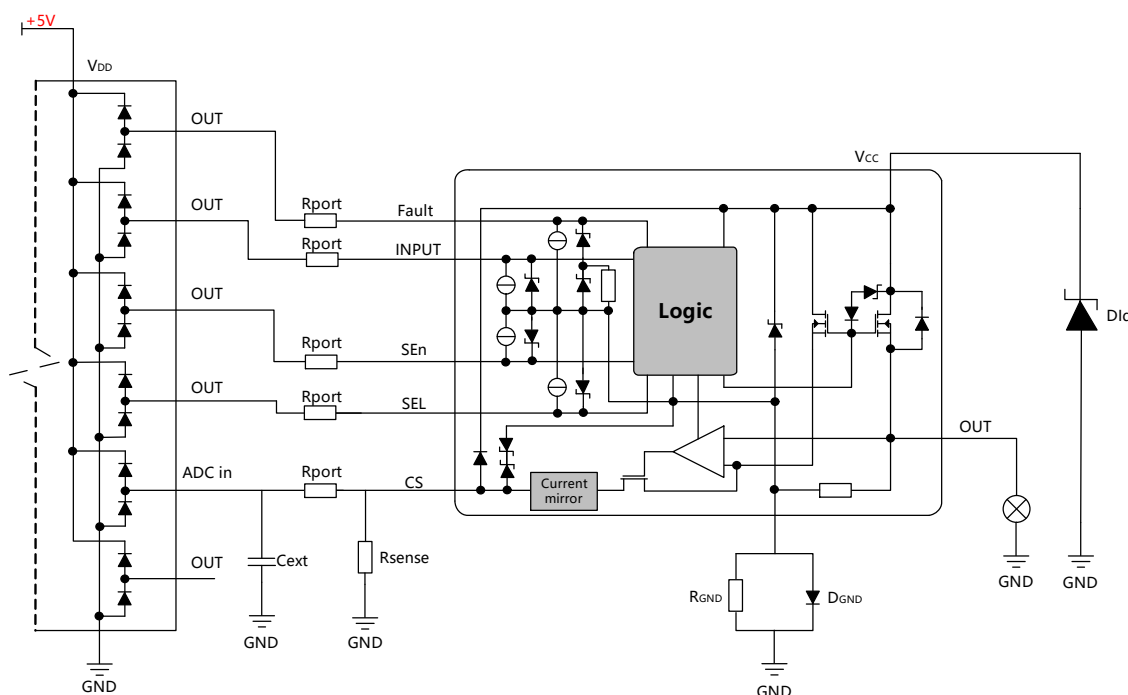 +5V
VDD
OUT
Rport
Fault
OUT
Rport
INPUT
OUT
Rport
SEn
OUT
Rport
SEL
ADC in
Rport
CS
OUT
Cext
GND
Rsense
GND
GND
VCC
Logic
Current
mirror
OUT
GND
DId
GND
RGND
DGND
GND